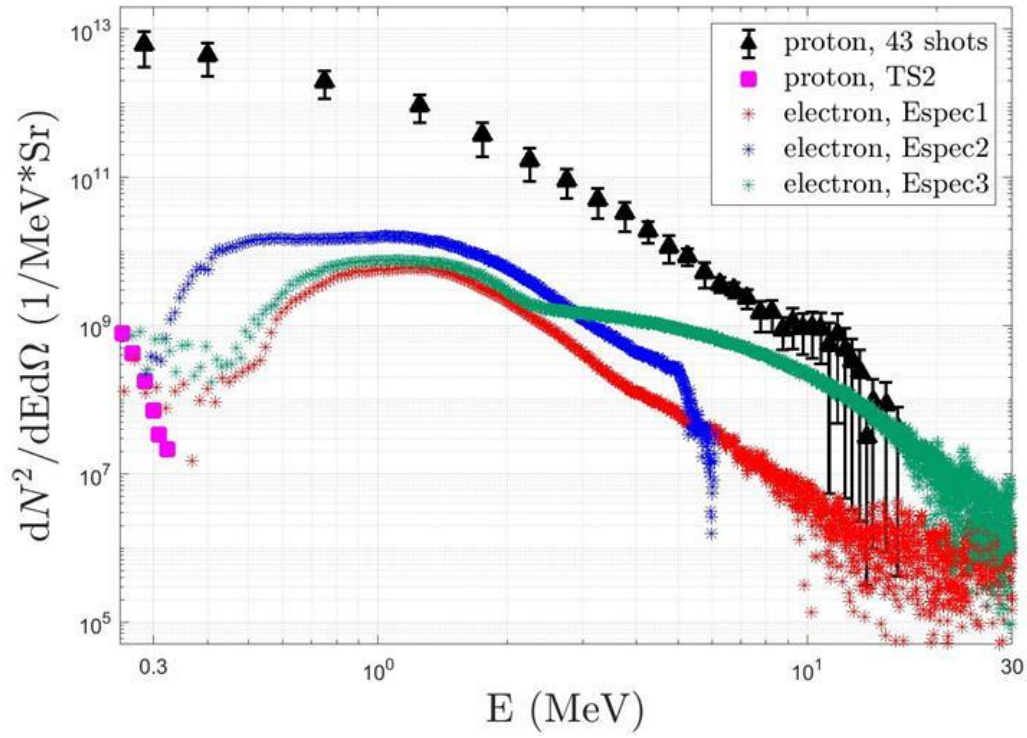 10^13
10^11
10^9
10^7
10^5
dN^2/dEdΩ (1/MeV*Sr)
proton, 43 shots
proton, TS2
electron, Espec1
electron, Espec2
electron, Espec3
0.3
10^0
10^1
30
E (MeV)